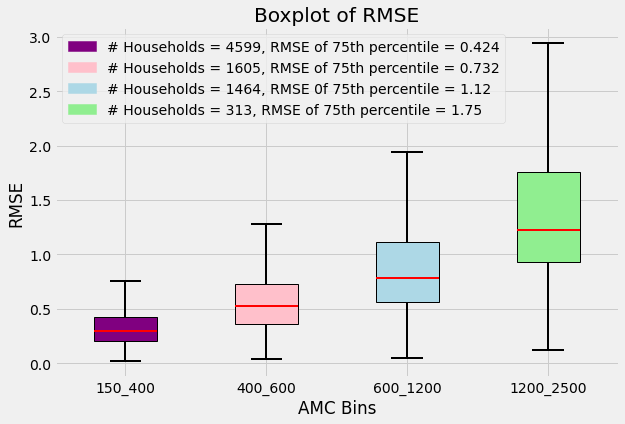 Boxplot of RMSE
# Households = 4599, RMSE of 75th percentile = 0.424
# Households = 1605, RMSE of 75th percentile = 0.732
# Households = 1464, RMSE of 75th percentile = 1.12
# Households = 313, RMSE of 75th percentile = 1.75
3.0
2.5
2.0
1.5
1.0
0.5
0.0
RMSE
150_400 400_600 600_1200 1200_2500
AMC Bins